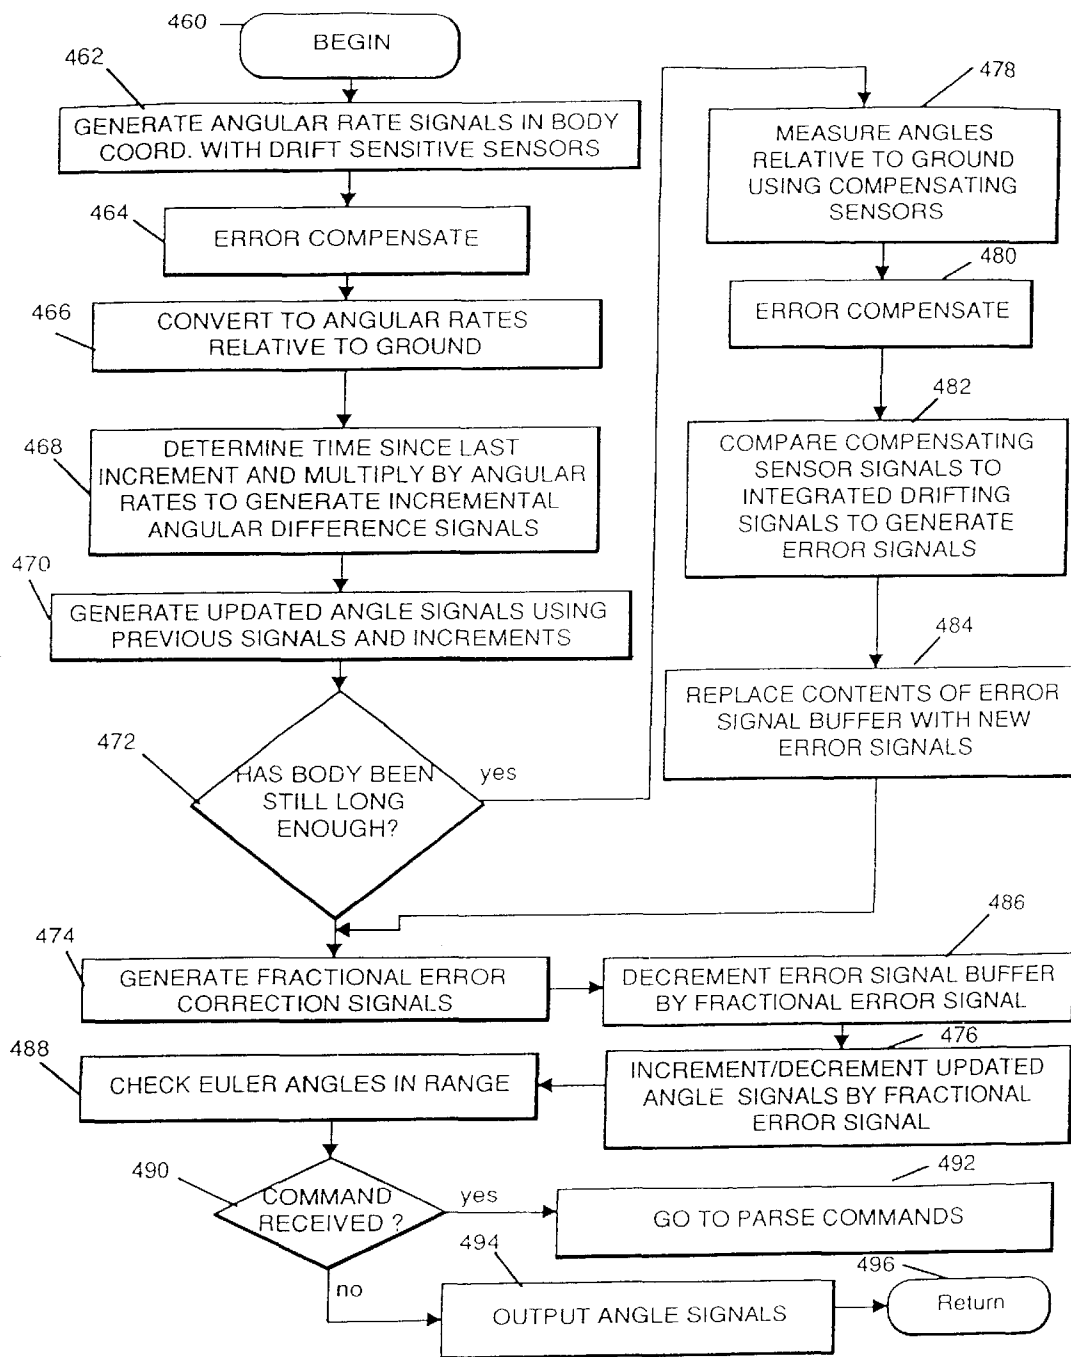 460
BEGIN
462
GENERATE ANGULAR RATE SIGNALS IN BODY
COORD. WITH DRIFT SENSITIVE SENSORS
464
ERROR COMPENSATE
466
CONVERT TO ANGULAR RATES
RELATIVE TO GROUND
468
DETERMINE TIME SINCE LAST
INCREMENT AND MULTIPLY BY ANGULAR
RATES TO GENERATE INCREMENTAL
ANGULAR DIFFERENCE SIGNALS
470
GENERATE UPDATED ANGLE SIGNALS USING
PREVIOUS SIGNALS AND INCREMENTS
472
HAS BODY BEEN
STILL LONG
ENOUGH?
yes
478
MEASURE ANGLES
RELATIVE TO GROUND
USING COMPENSATING
SENSORS
480
ERROR COMPENSATE
482
COMPARE COMPENSATING
SENSOR SIGNALS TO
INTEGRATED DRIFTING
SIGNALS TO GENERATE
ERROR SIGNALS
484
REPLACE CONTENTS OF ERROR
SIGNAL BUFFER WITH NEW
ERROR SIGNALS
474
GENERATE FRACTIONAL ERROR
CORRECTION SIGNALS
486
DECREMENT ERROR SIGNAL BUFFER
BY FRACTIONAL ERROR SIGNAL
476
INCREMENT/DECREMENT UPDATED
ANGLE SIGNALS BY FRACTIONAL
ERROR SIGNAL
488
CHECK EULER ANGLES IN RANGE
490
COMMAND
RECEIVED ?
yes
492
GO TO PARSE COMMANDS
no
494
OUTPUT ANGLE SIGNALS
496
Return